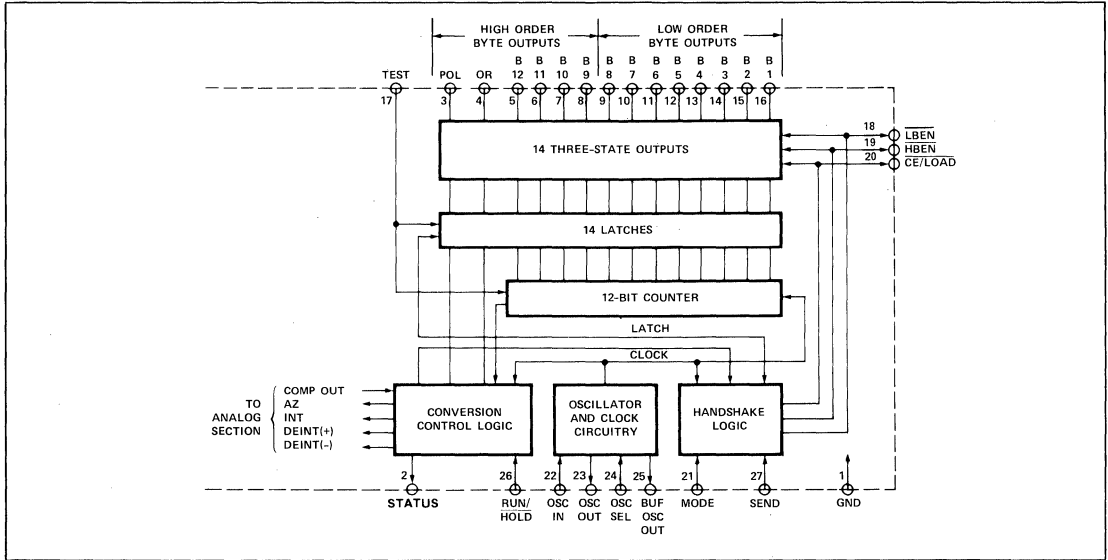 HIGH ORDER
BYTE OUTPUTS
LOW ORDER
BYTE OUTPUTS
B B B B B B B B B B B B
TEST POL OR 12 11 10 9 8 7 6 5 4 3 2 1
17 3 4 5 6 7 8 9 10 11 12 13 14 15 16
14 THREE-STATE OUTPUTS
18 LBEN
19 HBEN
20 CE/LOAD
14 LATCHES
12-BIT COUNTER
LATCH
CLOCK
TO
ANALOG
SECTION
COMP OUT
AZ
INT
DEINT(+)
DEINT(-)
CONVERSION
CONTROL LOGIC
OSCILLATOR
AND CLOCK
CIRCUITRY
HANDSHAKE
LOGIC
2 26 22 23 24 25 21 27 1
STATUS
RUN/
HOLD
OSC
IN
OSC
OUT
OSC
SEL
BUF
OSC
OUT
MODE
SEND
GND